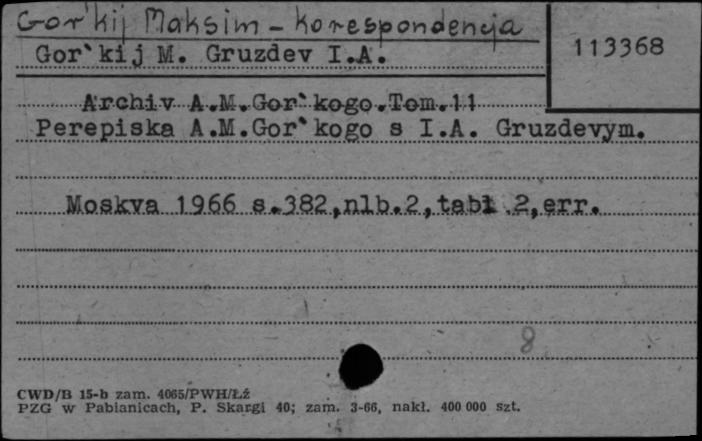 Gor'kij Maksim - korespondencja
Gor`kij M. Gruzdev I.A.
113368
Archiv A.M.Gor`kogo.Tom.11
Perepiska A.M.Gor`kogo s I.A. Gruzdevym.
Moskva 1966 s.382,nlb.2,tabl.2,err.
8
CWD/B 15-b zam. 4065/PWH/Łź
PZG w Pabianicach, P. Skargi 40; zam. 3-66, nakł. 400 000 szt.